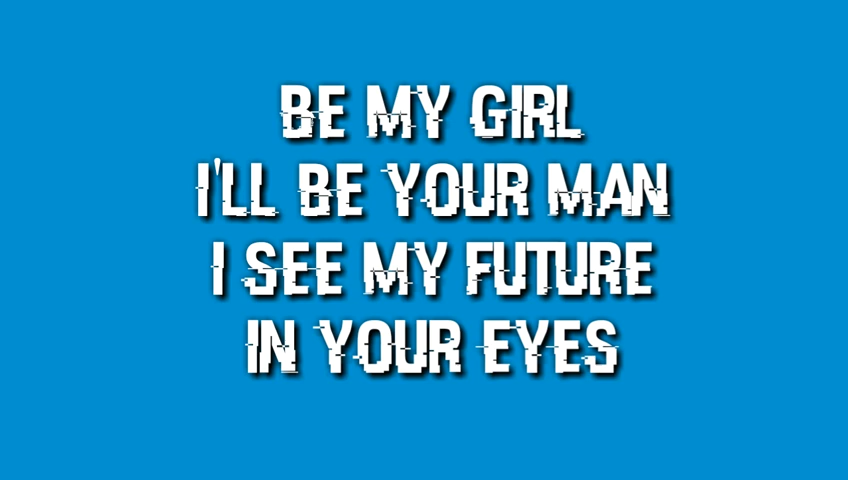 BE MY GIRL
I'LL BE YOUR MAN
I SEE MY FUTURE
IN YOUR EYES